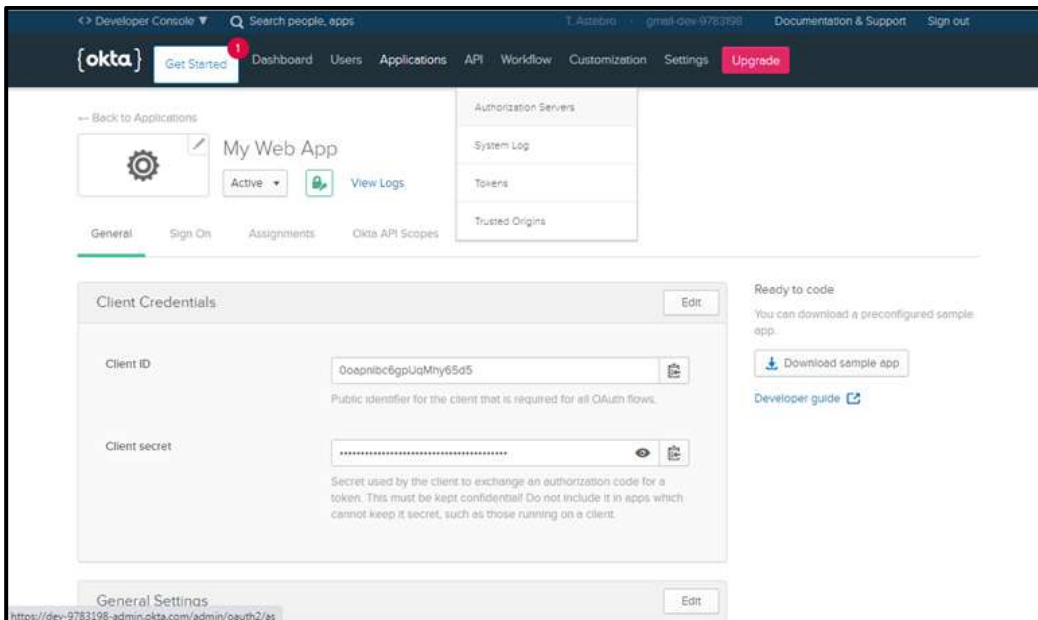 <> Developer Console ▼ Search people, apps T. Astebro gmail-dev-9783198 Documentation & Support Sign out
{okta} Get Started 1 Dashboard Users Applications API Workflow Customization Settings Upgrade
Authorization Servers
System Log
Tokens
Trusted Origins
← Back to Applications
My Web App
Active ▾ View Logs
General Sign On Assignments Okta API Scopes
Client Credentials Edit
Client ID
0oapnlbc6gpUqMhy65d5
Public identifier for the client that is required for all OAuth flows.
Client secret
••••••••••••••••••••••••••••••••••••••••
Secret used by the client to exchange an authorization code for a
token. This must be kept confidential! Do not include it in apps which
cannot keep it secret, such as those running on a client.
Ready to code
You can download a preconfigured sample
app.
Download sample app
Developer guide
General Settings Edit
https://dev-9783198-admin.okta.com/admin/oauth2/as